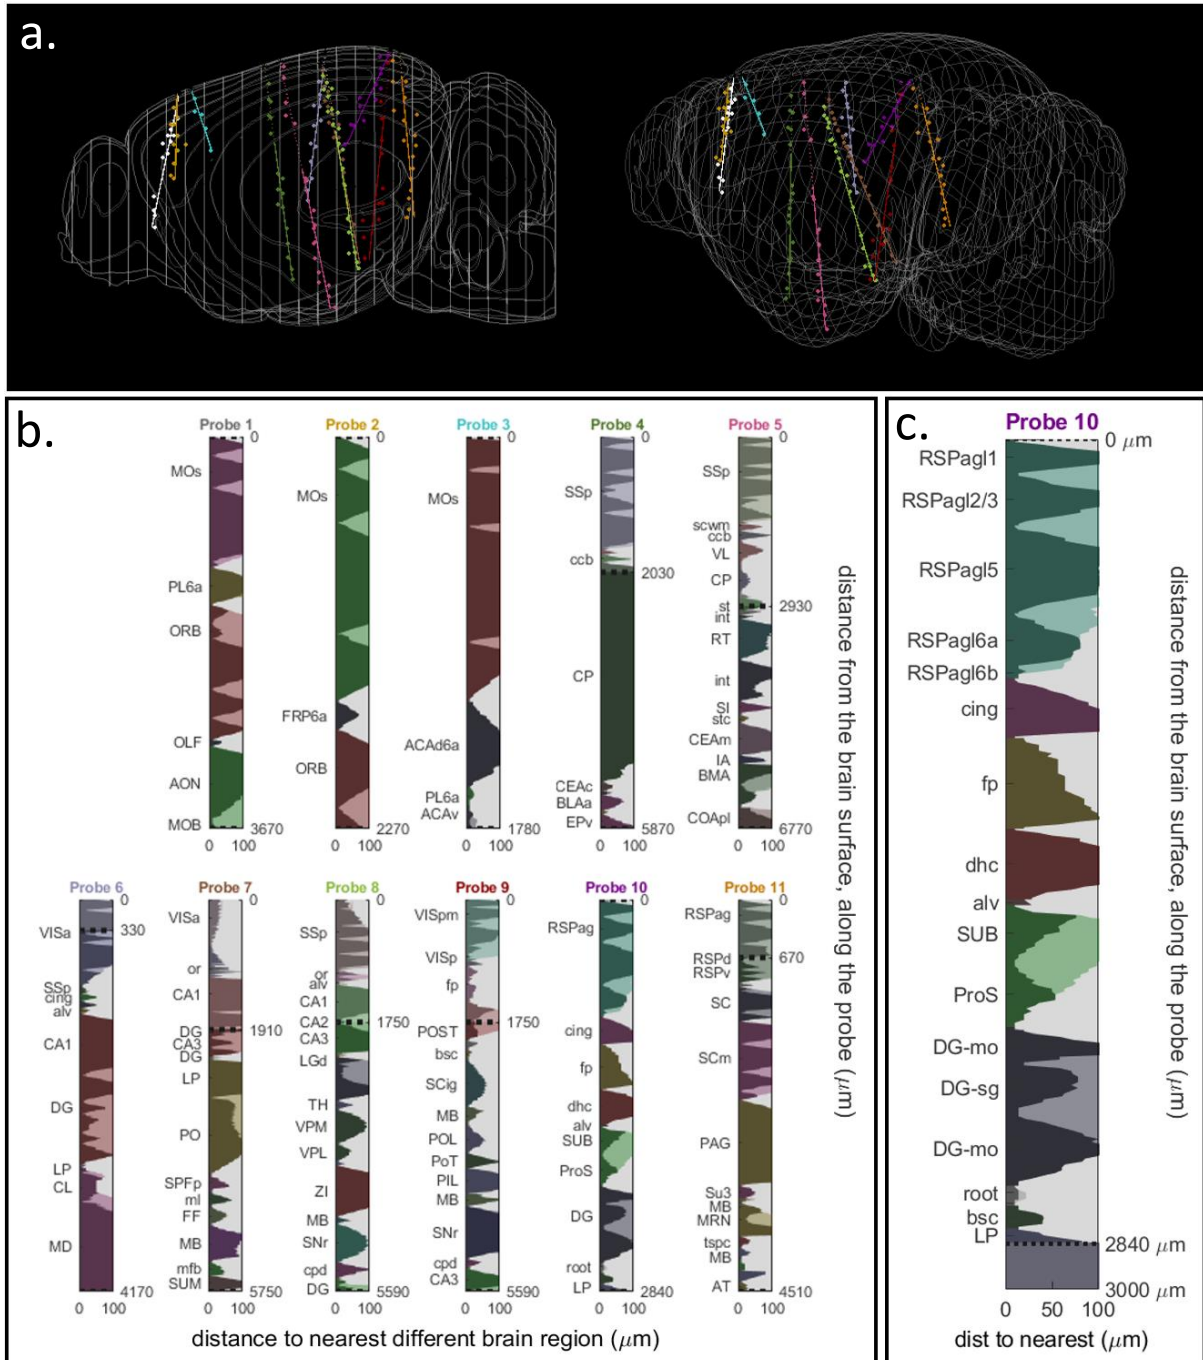 a.
b.
Probe 1
0
MOs
PL6a
ORB
OLF
AON
MOB
3670
0 100
Probe 2
0
MOs
FRP6a
ORB
2270
0 100
Probe 3
0
MOs
ACAd6a
PL6a
ACAv
1780
0 100
Probe 4
0
SSp
ccb
2030
CP
CEAc
BLAa
EPv
5870
0 100
Probe 5
0
SSp
scwm
ccb
VL
CP
st
2930
int
RT
int
SI
stc
CEAm
IA
BMA
COApl
6770
0 100
Probe 6
0
VISa
330
SSp
cing
alv
CA1
DG
LP
CL
MD
4170
0 100
Probe 7
0
VISa
or
CA1
DG
1910
CA3
DG
LP
PO
SPFp
ml
FF
MB
mfb
SUM
5750
0 100
Probe 8
0
SSp
or
alv
CA1
CA2
1750
CA3
LGd
TH
VPM
VPL
ZI
MB
SNr
cpd
DG
5590
0 100
Probe 9
0
VISpm
VISp
fp
1750
POST
bsc
SCig
MB
POL
PoT
PIL
MB
SNr
cpd
CA3
5590
0 100
Probe 10
0
RSPag
cing
fp
dhc
alv
SUB
ProS
DG
root
LP
2840
0 100
Probe 11
0
RSPag
RSPd
670
RSPv
SC
SCm
PAG
Su3
MB
MRN
tspc
MB
AT
4510
0 100
distance from the brain surface, along the probe (μm)
distance to nearest different brain region (μm)
c.
Probe 10
0 μm
RSPagl1
RSPagl2/3
RSPagl5
RSPagl6a
RSPagl6b
cing
fp
dhc
alv
SUB
ProS
DG-mo
DG-sg
DG-mo
root
bsc
LP
2840 μm
3000 μm
0 50 100
dist to nearest (μm)
distance from the brain surface, along the probe (μm)